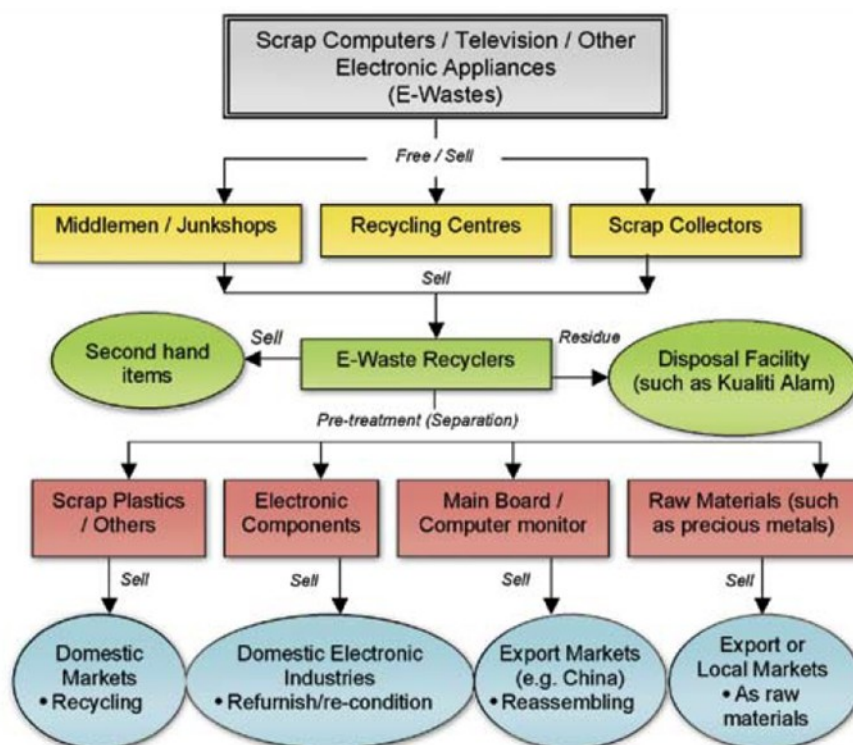 Scrap Computers / Television / Other
Electronic Appliances
(E-Wastes)
Free / Sell
Middlemen / Junkshops
Recycling Centres
Scrap Collectors
Sell
Second hand
items
Sell
E-Waste Recyclers
Residue
Disposal Facility
(such as Kualiti Alam)
Pre-treatment (Separation)
Scrap Plastics
/ Others
Electronic
Components
Main Board /
Computer monitor
Raw Materials (such
as precious metals)
Sell
Sell
Sell
Sell
Domestic
Markets
• Recycling
Domestic Electronic
Industries
• Refurnish/re-condition
Export Markets
(e.g. China)
• Reassembling
Export or
Local Markets
• As raw
materials